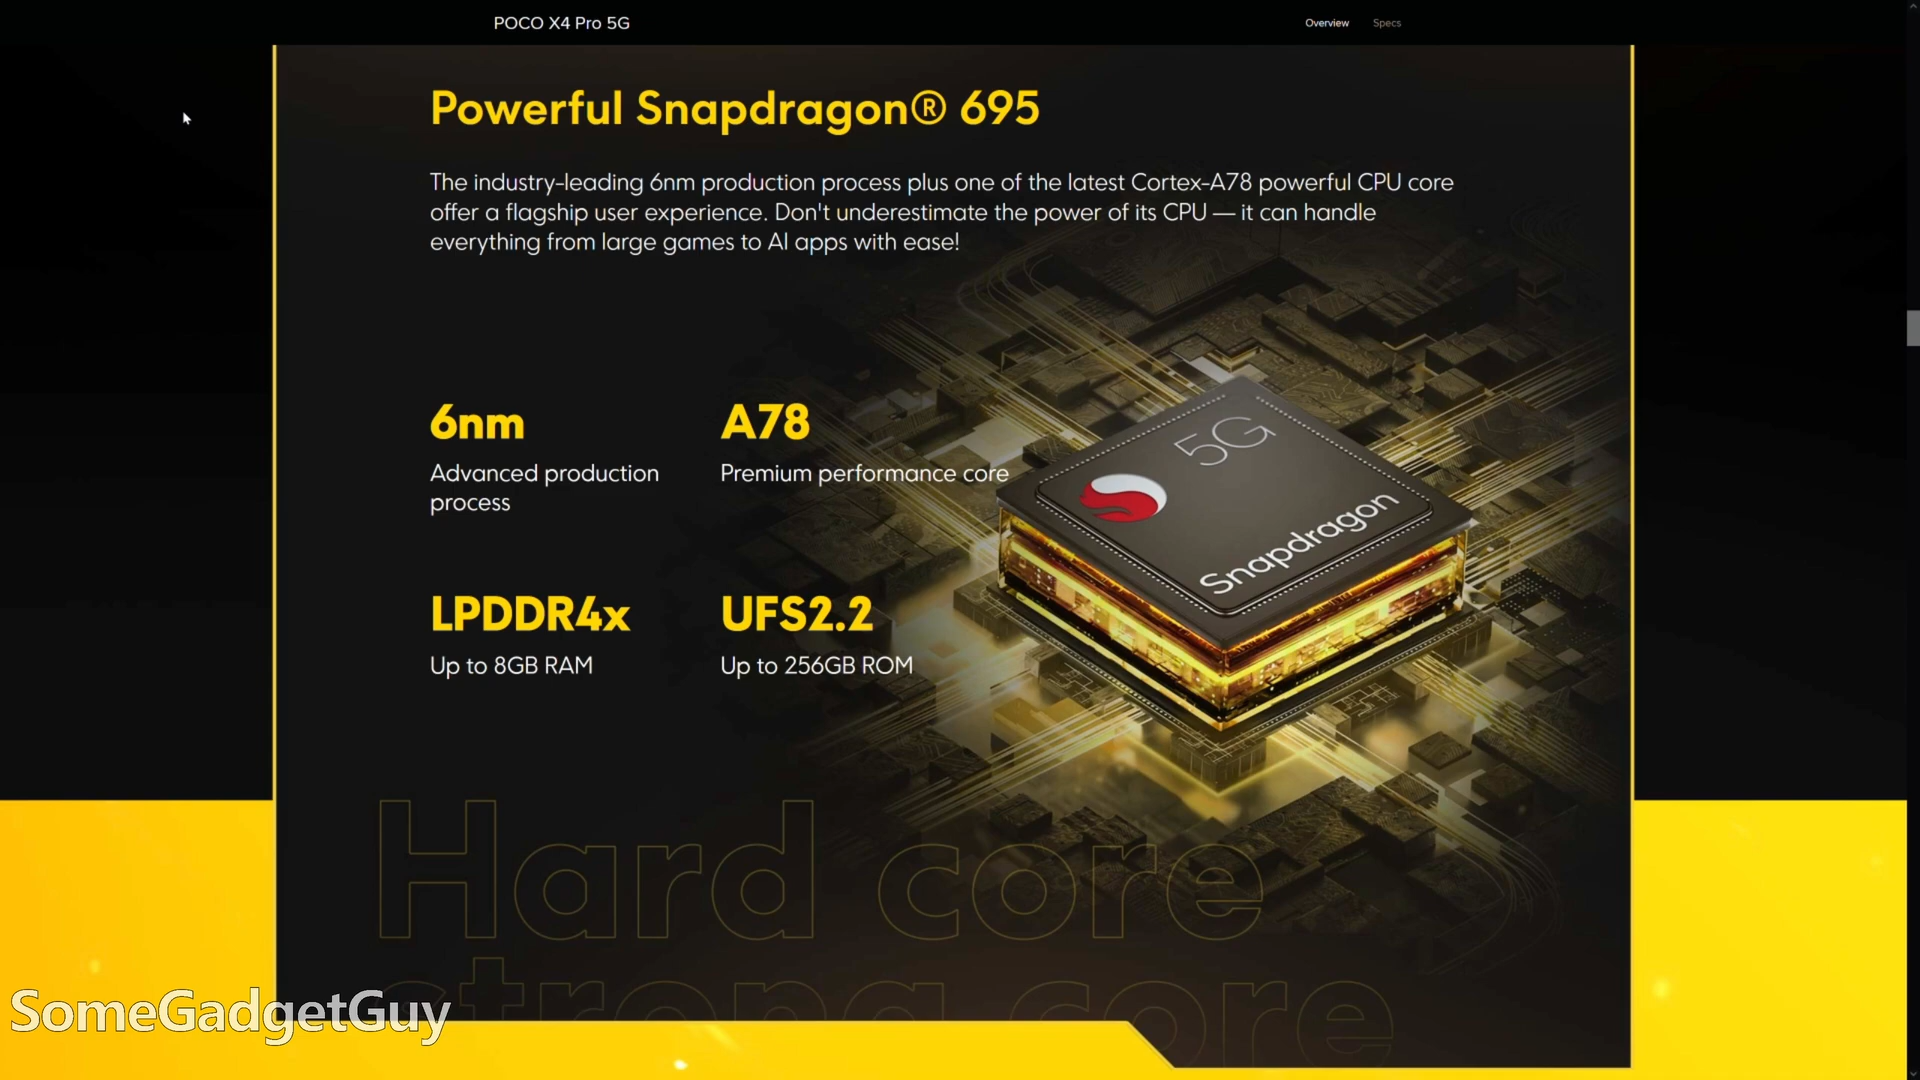 POCO X4 Pro 5G
Overview
Specs
Powerful Snapdragon® 695
The industry-leading 6nm production process plus one of the latest Cortex-A78 powerful CPU core
offer a flagship user experience. Don't underestimate the power of its CPU — it can handle
everything from large games to AI apps with ease!
6nm
Advanced production
process
A78
Premium performance core
LPDDR4x
Up to 8GB RAM
UFS2.2
Up to 256GB ROM
5G
Snapdragon
Hard core
strong core
SomeGadgetGuy